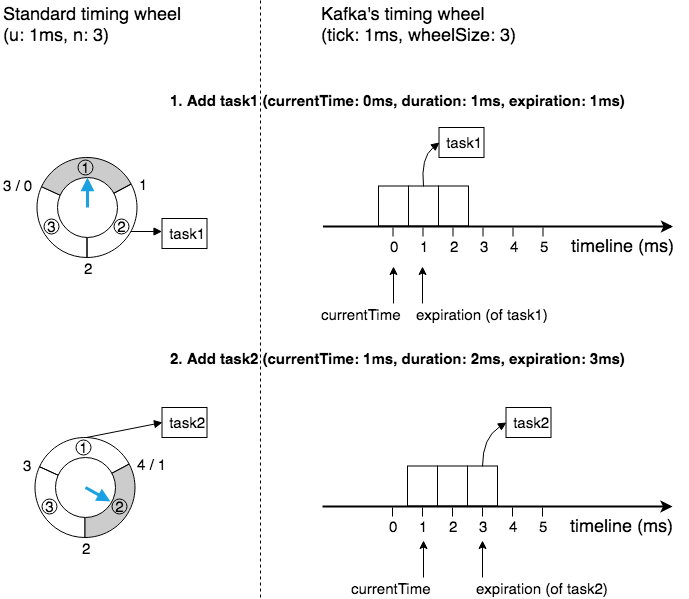 Standard timing wheel
(u: 1ms, n: 3)
Kafka's timing wheel
(tick: 1ms, wheelSize: 3)
1. Add task1 (currentTime: 0ms, duration: 1ms, expiration: 1ms)
task1
1
3 / 0
1
3
2
task1
2
0 1 2 3 4 5 timeline (ms)
currentTime expiration (of task1)
2. Add task2 (currentTime: 1ms, duration: 2ms, expiration: 3ms)
task2
task2
1
3
4 / 1
3
2
2
0 1 2 3 4 5 timeline (ms)
currentTime expiration (of task2)